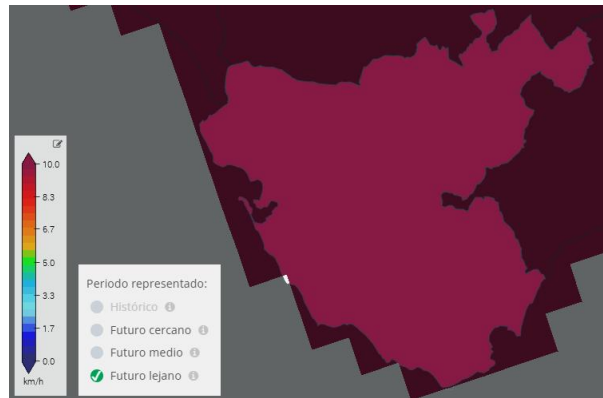 10.0
8.3
6.7
5.0
3.3
1.7
0.0
km/h
Periodo representado:
Histórico
Futuro cercano
Futuro medio
Futuro lejano